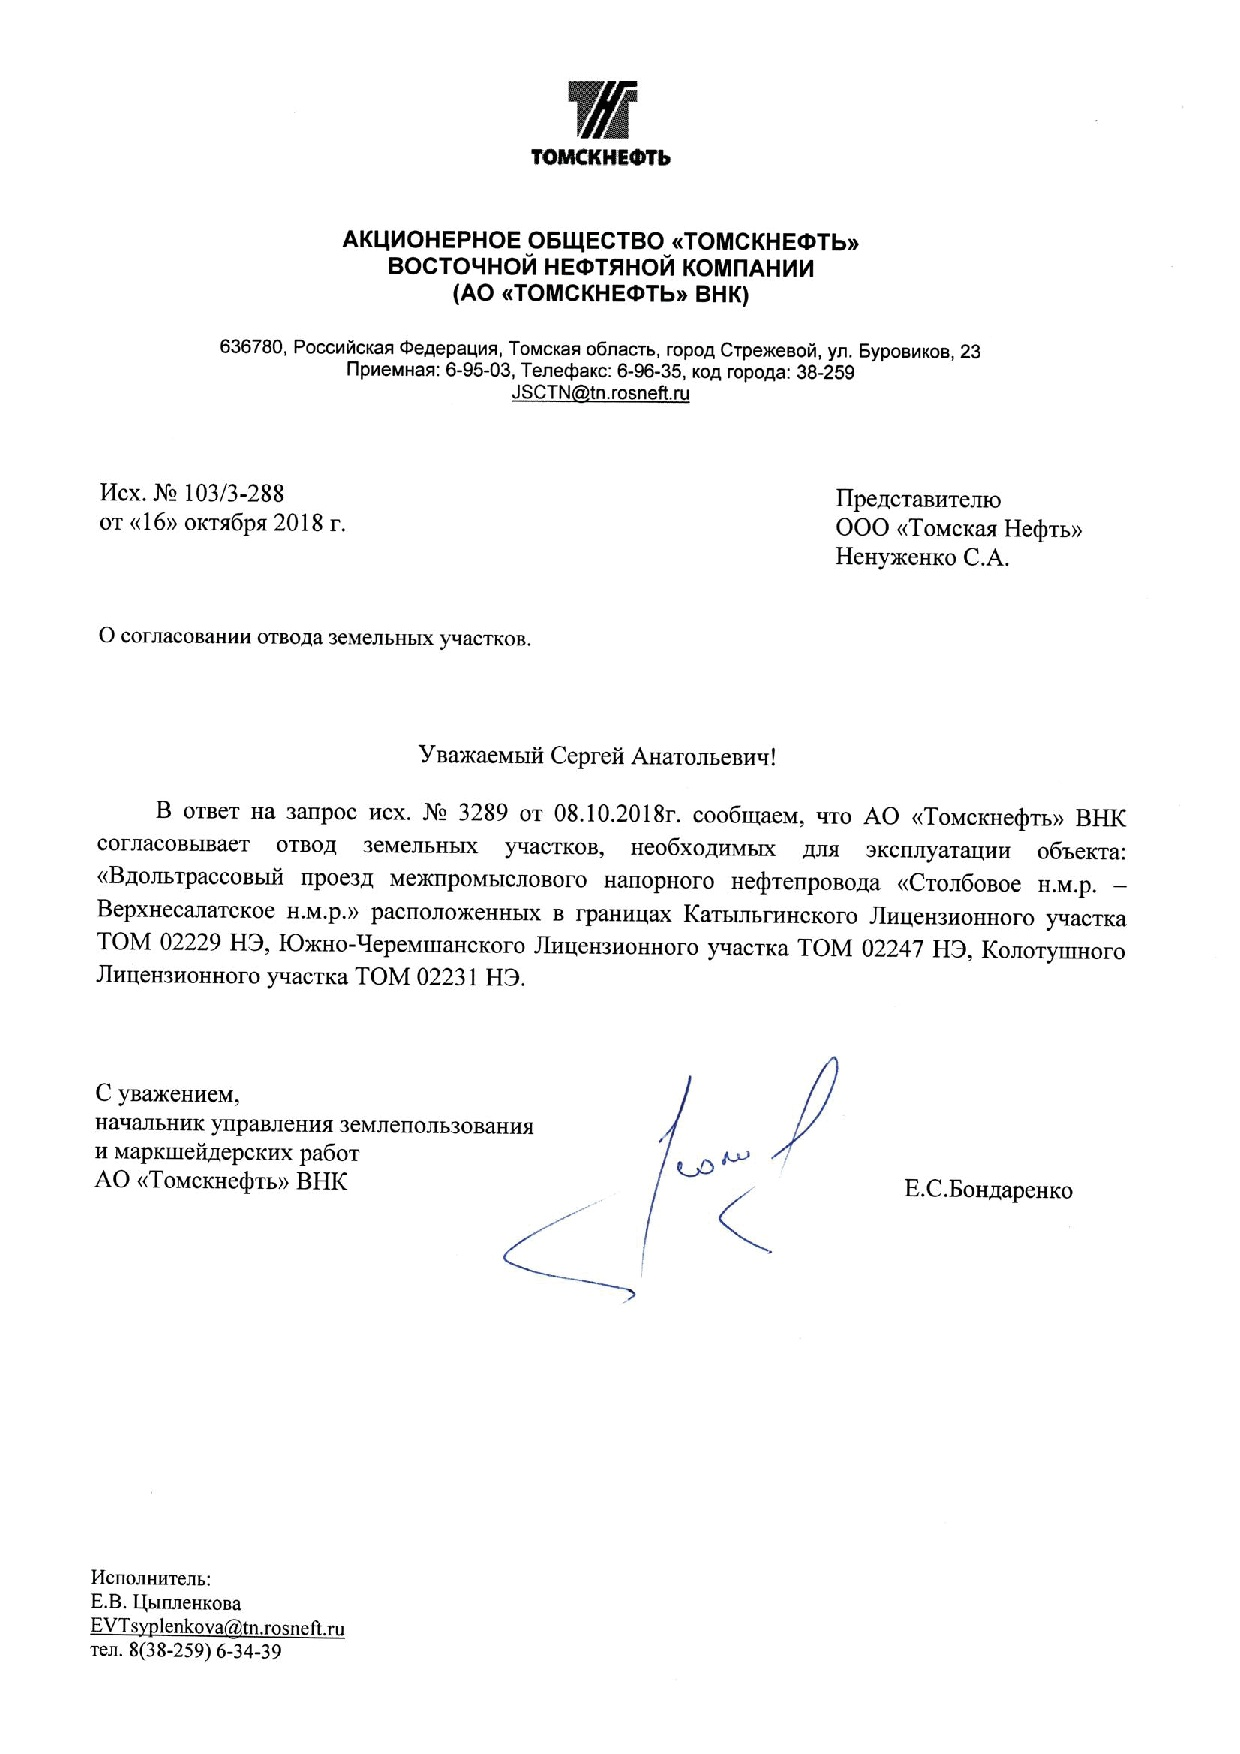 ТОМСКНЕФТЬ
АКЦИОНЕРНОЕ ОБЩЕСТВО «ТОМСКНЕФТЬ»
ВОСТОЧНОЙ НЕФТЯНОЙ КОМПАНИИ
(АО «ТОМСКНЕФТЬ» ВНК)
636780, Российская Федерация, Томская область, город Стрежевой, ул. Буровиков, 23
Приемная: 6-95-03, Телефакс: 6-96-35, код города: 38-259
JSCTN@tn.rosneft.ru
Исх. № 103/3-288
от «16» октября 2018 г.
Представителю
ООО «Томская Нефть»
Ненуженко С.А.
О согласовании отвода земельных участков.
Уважаемый Сергей Анатольевич!
В ответ на запрос исх. № 3289 от 08.10.2018г. сообщаем, что АО «Томскнефть» ВНК
согласовывает отвод земельных участков, необходимых для эксплуатации объекта:
«Вдольтрассовый проезд межпромыслового напорного нефтепровода «Столбовое н.м.р. –
Верхнесалатское н.м.р.» расположенных в границах Катыльгинского Лицензионного участка
ТОМ 02229 НЭ, Южно-Черемшанского Лицензионного участка ТОМ 02247 НЭ, Колотушного
Лицензионного участка ТОМ 02231 НЭ.
С уважением,
начальник управления землепользования
и маркшейдерских работ
АО «Томскнефть» ВНК
Е.С.Бондаренко
Исполнитель:
Е.В. Цыпленкова
EVTsyplenkova@tn.rosneft.ru
тел. 8(38-259) 6-34-39